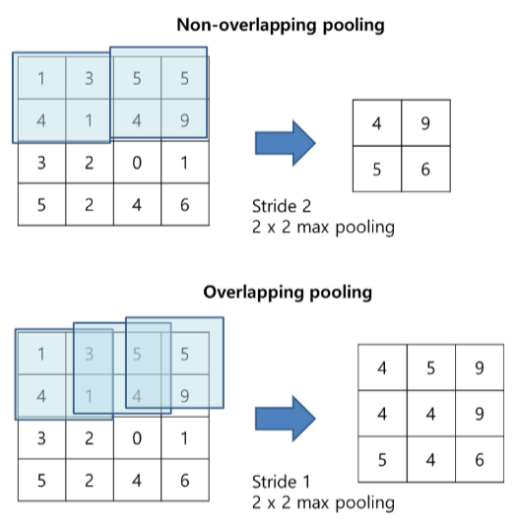 Non-overlapping pooling
1 3 5 5
4 1 4 9
3 2 0 1
5 2 4 6
4 9
5 6
Stride 2
2 x 2 max pooling
Overlapping pooling
1 3 5 5
4 1 4 9
3 2 0 1
5 2 4 6
4 5 9
4 4 9
5 4 6
Stride 1
2 x 2 max pooling